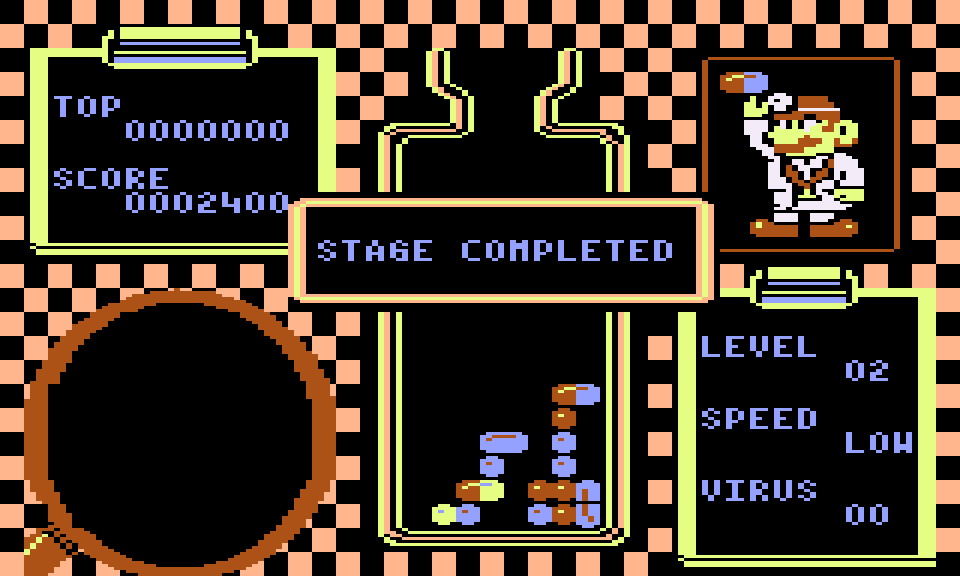 TOP
0000000
SCORE
0002400
STAGE COMPLETED
LEVEL
02
SPEED
LOW
VIRUS
00